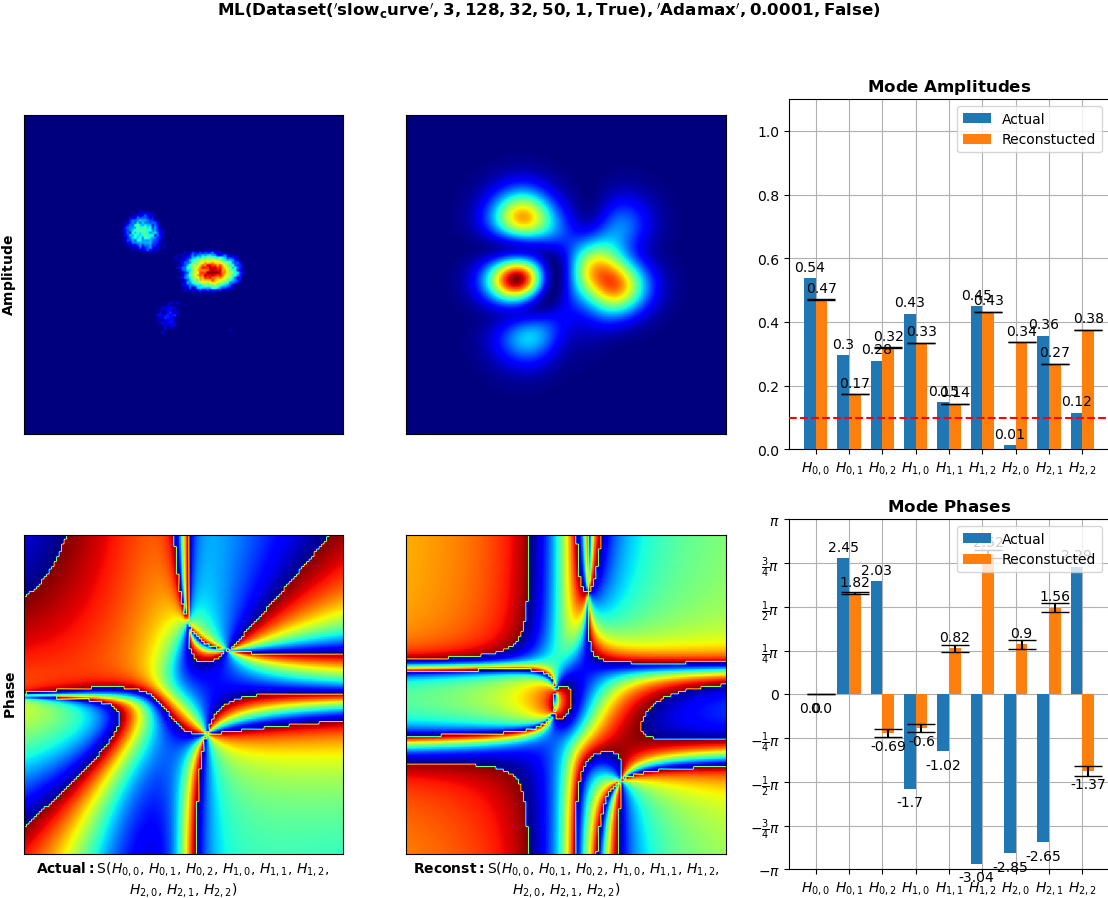 ML(Dataset('slow_curve', 3, 128, 32, 50, 1, True), 'Adamax', 0.0001, False)
Amplitude
Mode Amplitudes
Actual
Reconstucted
1.0
0.8
0.6
0.4
0.2
0.0
0.54
0.47
0.3
0.17
0.28
0.32
0.43
0.33
0.15
0.14
0.45
0.43
0.01
0.34
0.36
0.27
0.12
0.38
H0,0 H0,1 H0,2 H1,0 H1,1 H1,2 H2,0 H2,1 H2,2
Phase
Actual: S(H0,0, H0,1, H0,2, H1,0, H1,1, H1,2,
H2,0, H2,1, H2,2)
Reconst: S(H0,0, H0,1, H0,2, H1,0, H1,1, H1,2,
H2,0, H2,1, H2,2)
Mode Phases
Actual
Reconstucted
π
3/4π
1/2π
1/4π
0
−1/4π
−1/2π
−3/4π
−π
0.0
0.0
2.45
1.82
2.03
-0.69
-1.7
-0.6
-1.02
0.82
-3.04
-2.85
0.9
-2.65
1.56
-1.37
H0,0 H0,1 H0,2 H1,0 H1,1 H1,2 H2,0 H2,1 H2,2